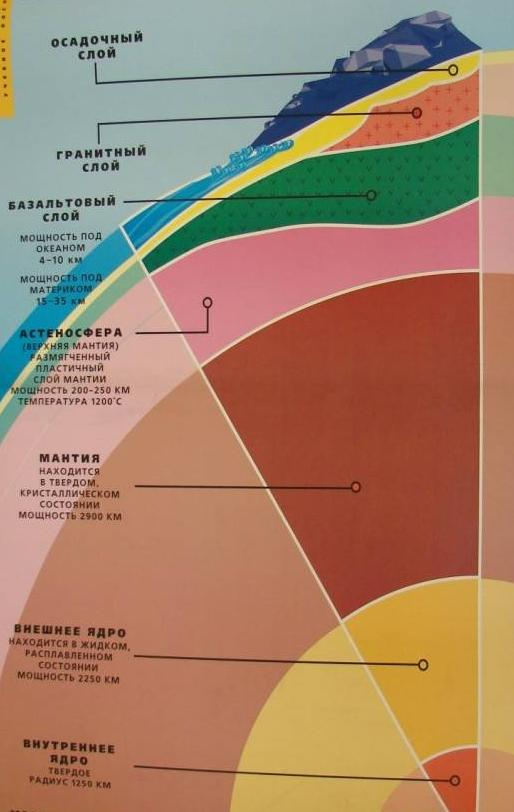 ОСАДОЧНЫЙ
СЛОЙ
ГРАНИТНЫЙ
СЛОЙ
БАЗАЛЬТОВЫЙ
СЛОЙ
МОЩНОСТЬ ПОД
ОКЕАНОМ
4–10 КМ
МОЩНОСТЬ ПОД
МАТЕРИКОМ
15–35 КМ
АСТЕНОСФЕРА
(ВЕРХНЯЯ МАНТИЯ)
РАЗМЯГЧЕННЫЙ
ПЛАСТИЧНЫЙ
СЛОЙ МАНТИИ
МОЩНОСТЬ 200–250 КМ
ТЕМПЕРАТУРА 1200°С
МАНТИЯ
НАХОДИТСЯ
В ТВЕРДОМ,
КРИСТАЛЛИЧЕСКОМ
СОСТОЯНИИ
МОЩНОСТЬ 2900 КМ
ВНЕШНЕЕ ЯДРО
НАХОДИТСЯ В ЖИДКОМ,
РАСПЛАВЛЕННОМ
СОСТОЯНИИ
МОЩНОСТЬ 2250 КМ
ВНУТРЕННЕЕ
ЯДРО
ТВЕРДОЕ
РАДИУС 1250 КМ